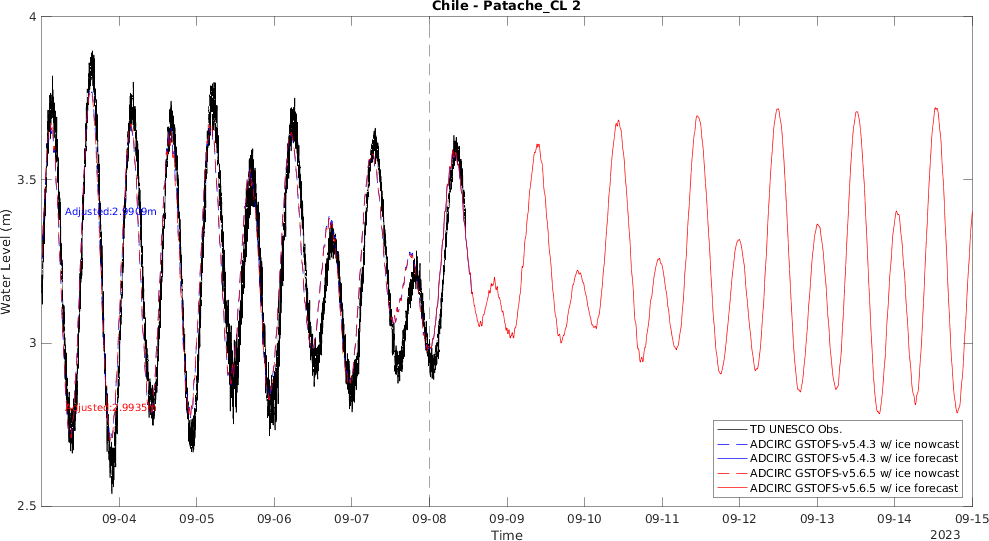 Chile - Patache_CL 2
Water Level (m)
4
3.5
3
2.5
Adjusted:2.9909m
Adjusted:2.9935m
TD UNESCO Obs.
ADCIRC GSTOFS-v5.4.3 w/ ice nowcast
ADCIRC GSTOFS-v5.4.3 w/ ice forecast
ADCIRC GSTOFS-v5.6.5 w/ ice nowcast
ADCIRC GSTOFS-v5.6.5 w/ ice forecast
09-04 09-05 09-06 09-07 09-08 09-09 09-10 09-11 09-12 09-13 09-14 09-15
Time
2023